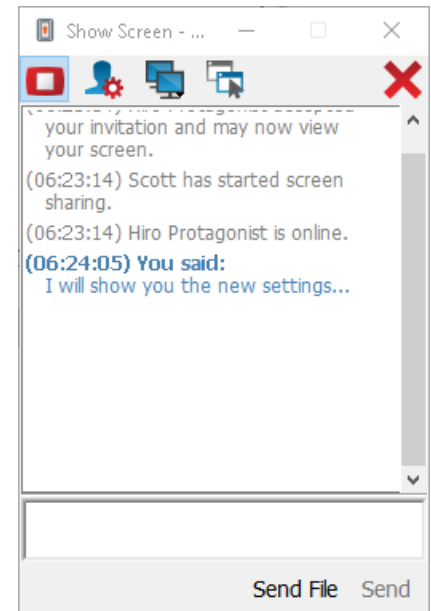 Show Screen - ...
your invitation and may now view
your screen.
(06:23:14) Scott has started screen
sharing.
(06:23:14) Hiro Protagonist is online.
(06:24:05) You said:
I will show you the new settings...
Send File Send